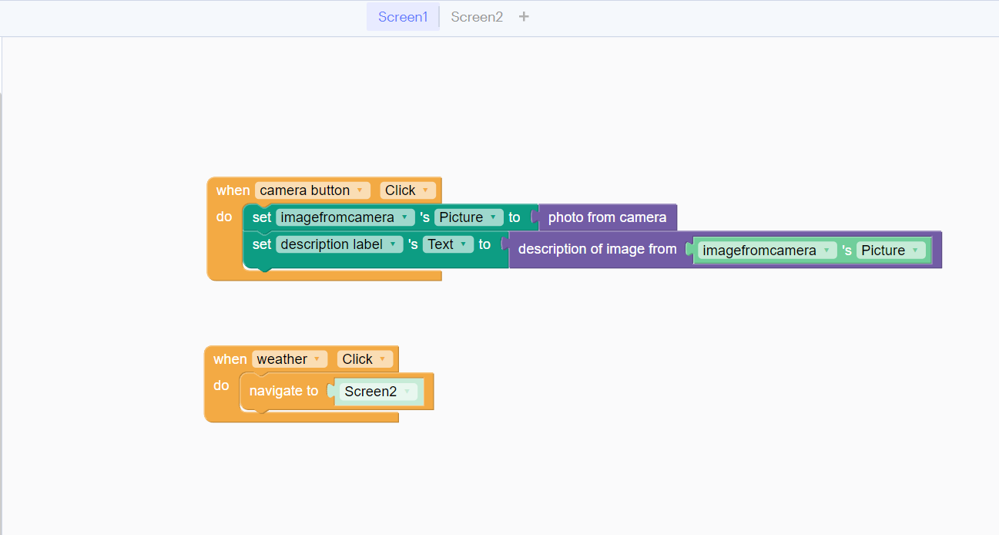 Screen1 Screen2 +
when camera button Click
do set imagefromcamera 's Picture to photo from camera
set description label 's Text to description of image from imagefromcamera 's Picture
when weather Click
do navigate to Screen2